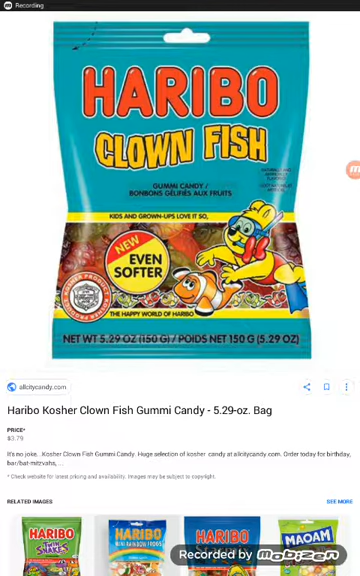 Recording
HARIBO
CLOWN FISH
GUMMI CANDY /
BONBONS GÉLIFIÉS AUX FRUITS
KIDS AND GROWN-UPS LOVE IT SO,
NEW
EVEN
SOFTER
THE HAPPY WORLD OF HARIBO
NET WT 5.29 OZ (150 G) / POIDS NET 150 G (5.29 OZ)
allcitycandy.com
Haribo Kosher Clown Fish Gummi Candy - 5.29-oz. Bag
PRICE*
$3.79
It's no joke...Kosher Clown Fish Gummi Candy. Huge selection of kosher candy at allcitycandy.com. Order today for birthday,
bar/bat-mitzvahs, ...
* Check website for latest pricing and availability. Images may be subject to copyright.
RELATED IMAGES
SEE MORE
HARIBO
TWIN
SNAKES
HARIBO
MINI RAINBOW FROGS
HARIBO
MAOAM
Recorded by mobizen